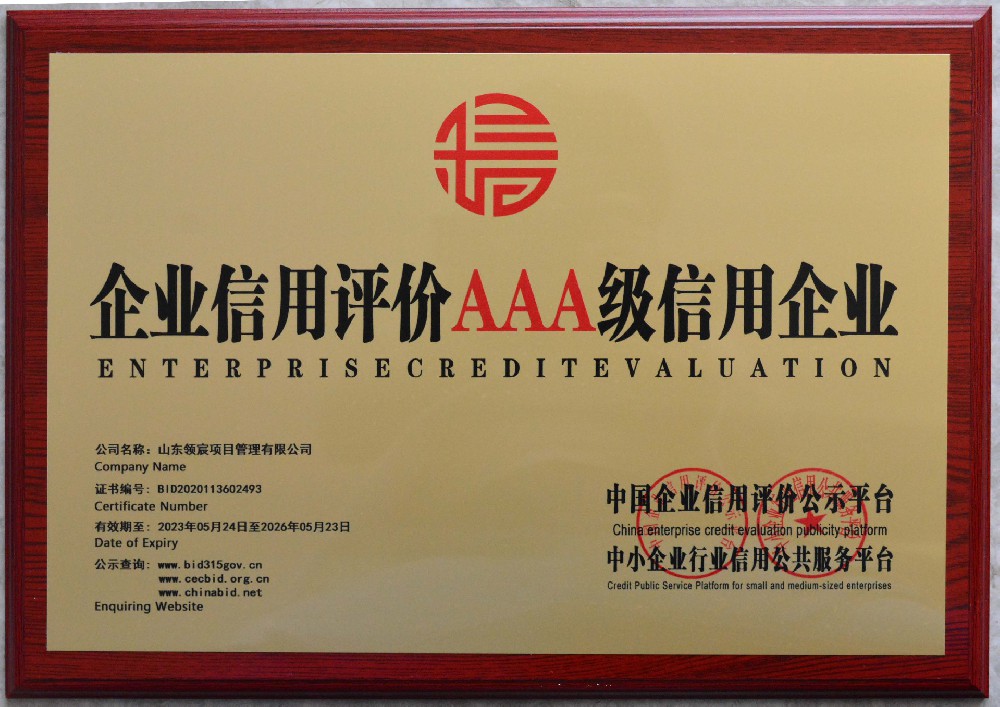 企业信用评价AAA级信用企业
ENTERPRISECREDITEVALUATION
公司名称：山东领宸项目管理有限公司
Company Name
证书编号：BID2020113602493
Certificate Number
有效期至：2023年05月24日至2026年05月23日
Date of Expiry
公示查询：www.bid315gov.cn
www.cecbid.org.cn
www.chinabid.net
Enquiring Website
中国企业信用评价公示平台
China enterprise credit evaluation publicity platform
中小企业行业信用公共服务平台
Credit Public Service Platform for small and medium-sized enterprises